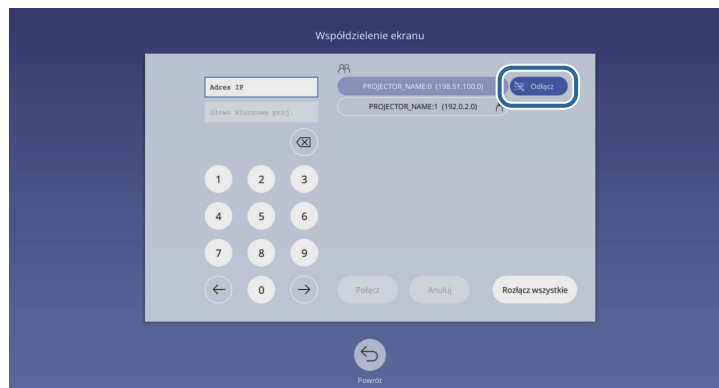 Współdzielenie ekranu
Adres IP
Słowo kluczowe proj.
PROJECTOR_NAME:0 (198.51.100.0)
Odłącz
PROJECTOR_NAME:1 (192.0.2.0)
1 2 3
4 5 6
7 8 9
0
Połącz Anuluj Rozłącz wszystkie
Powrót